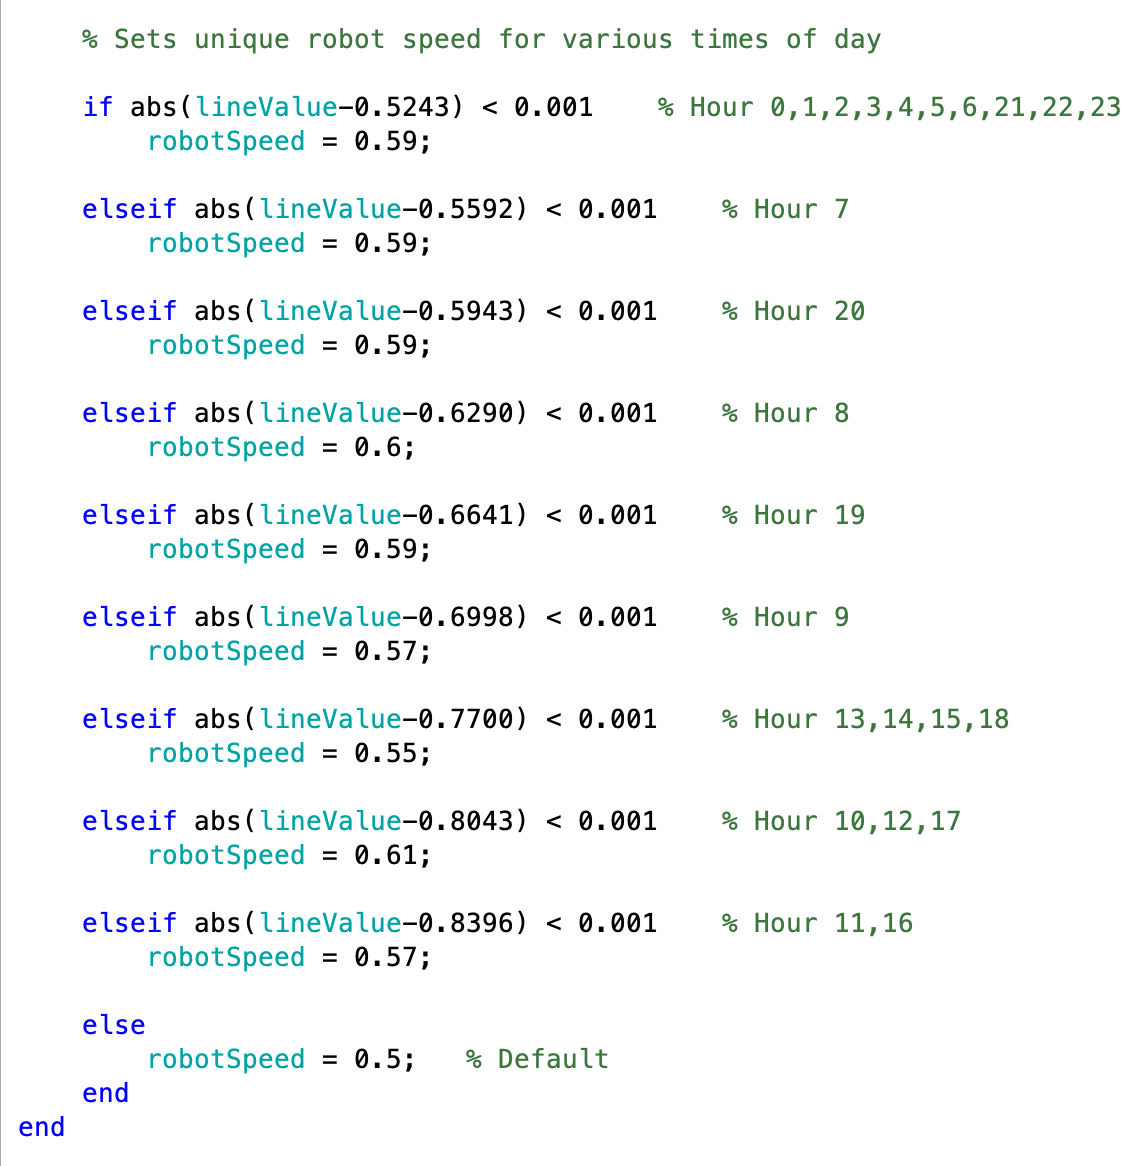 % Sets unique robot speed for various times of day
if abs(lineValue-0.5243) < 0.001    % Hour 0,1,2,3,4,5,6,21,22,23
robotSpeed = 0.59;
elseif abs(lineValue-0.5592) < 0.001    % Hour 7
robotSpeed = 0.59;
elseif abs(lineValue-0.5943) < 0.001    % Hour 20
robotSpeed = 0.59;
elseif abs(lineValue-0.6290) < 0.001    % Hour 8
robotSpeed = 0.6;
elseif abs(lineValue-0.6641) < 0.001    % Hour 19
robotSpeed = 0.59;
elseif abs(lineValue-0.6998) < 0.001    % Hour 9
robotSpeed = 0.57;
elseif abs(lineValue-0.7700) < 0.001    % Hour 13,14,15,18
robotSpeed = 0.55;
elseif abs(lineValue-0.8043) < 0.001    % Hour 10,12,17
robotSpeed = 0.61;
elseif abs(lineValue-0.8396) < 0.001    % Hour 11,16
robotSpeed = 0.57;
else
robotSpeed = 0.5;   % Default
end
end